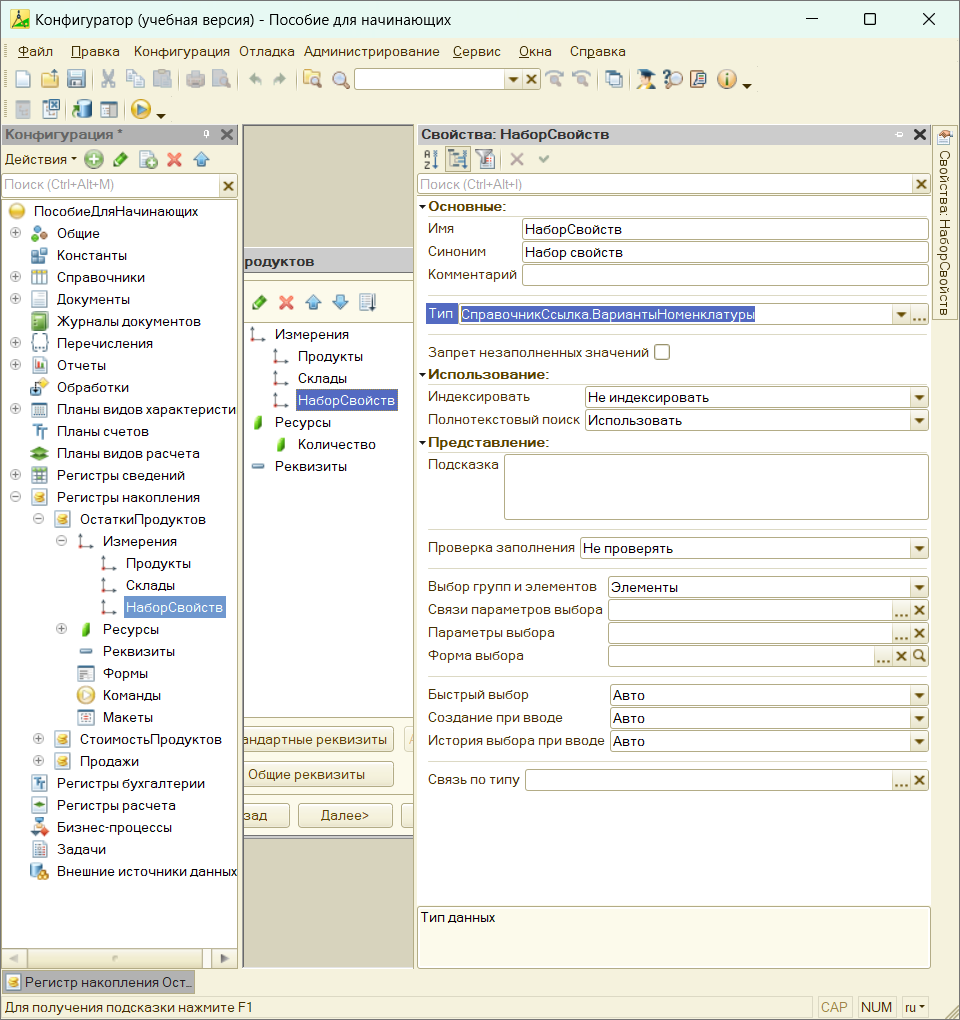 Конфигуратор (учебная версия) - Пособие для начинающих
Файл Правка Конфигурация Отладка Администрирование Сервис Окна Справка
Конфигурация *
Действия
Поиск (Ctrl+Alt+M)
ПособиеДляНачинающих
Общие
Константы
Справочники
Документы
Журналы документов
Перечисления
Отчеты
Обработки
Планы видов характеристи
Планы счетов
Планы видов расчета
Регистры сведений
Регистры накопления
ОстаткиПродуктов
Измерения
Продукты
Склады
НаборСвойств
Ресурсы
Реквизиты
Формы
Команды
Макеты
СтоимостьПродуктов
Продажи
Регистры бухгалтерии
Регистры расчета
Бизнес-процессы
Задачи
Внешние источники данных
родуктов
Измерения
Продукты
Склады
НаборСвойств
Ресурсы
Количество
Реквизиты
андартные реквизиты
Общие реквизиты
зад
Далее>
Свойства: НаборСвойств
Поиск (Ctrl+Alt+I)
Основные:
Имя НаборСвойств
Синоним Набор свойств
Комментарий
Тип СправочникСсылка.ВариантыНоменклатуры
Запрет незаполненных значений
Использование:
Индексировать Не индексировать
Полнотекстовый поиск Использовать
Представление:
Подсказка
Проверка заполнения Не проверять
Выбор групп и элементов Элементы
Связи параметров выбора
Параметры выбора
Форма выбора
Быстрый выбор Авто
Создание при вводе Авто
История выбора при вводе Авто
Связь по типу
Тип данных
Свойства: НаборСвойств
Регистр накопления Ост...
Для получения подсказки нажмите F1
CAP NUM ru